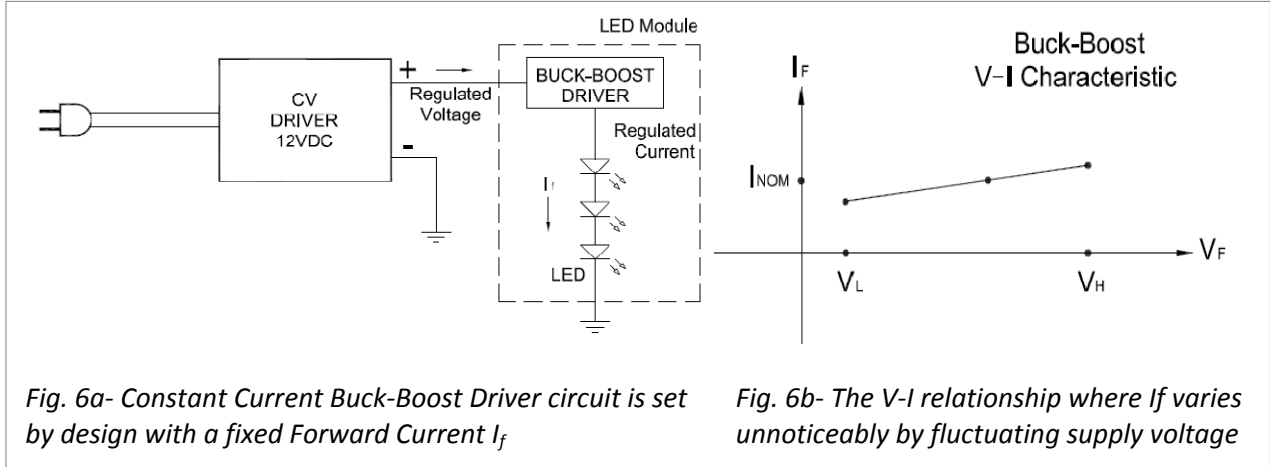 LED Module
CV
DRIVER
12VDC
+
-
Regulated
Voltage
BUCK-BOOST
DRIVER
Regulated
Current
If
LED
Buck-Boost
V-I Characteristic
IF
INOM
VF
VL
VH
Fig. 6a- Constant Current Buck-Boost Driver circuit is set
by design with a fixed Forward Current If
Fig. 6b- The V-I relationship where If varies
unnoticeably by fluctuating supply voltage